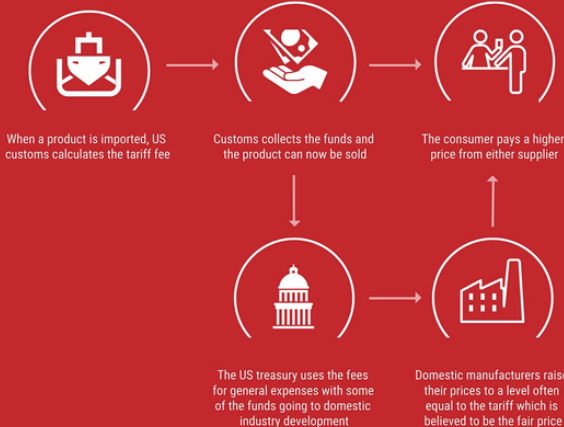 When a product is imported, US
customs calculates the tariff fee
Customs collects the funds and
the product can now be sold
The consumer pays a higher
price from either supplier
The US treasury uses the fees
for general expenses with some
of the funds going to domestic
industry development
Domestic manufacturers raise
their prices to a level often
equal to the tariff which is
believed to be the fair price